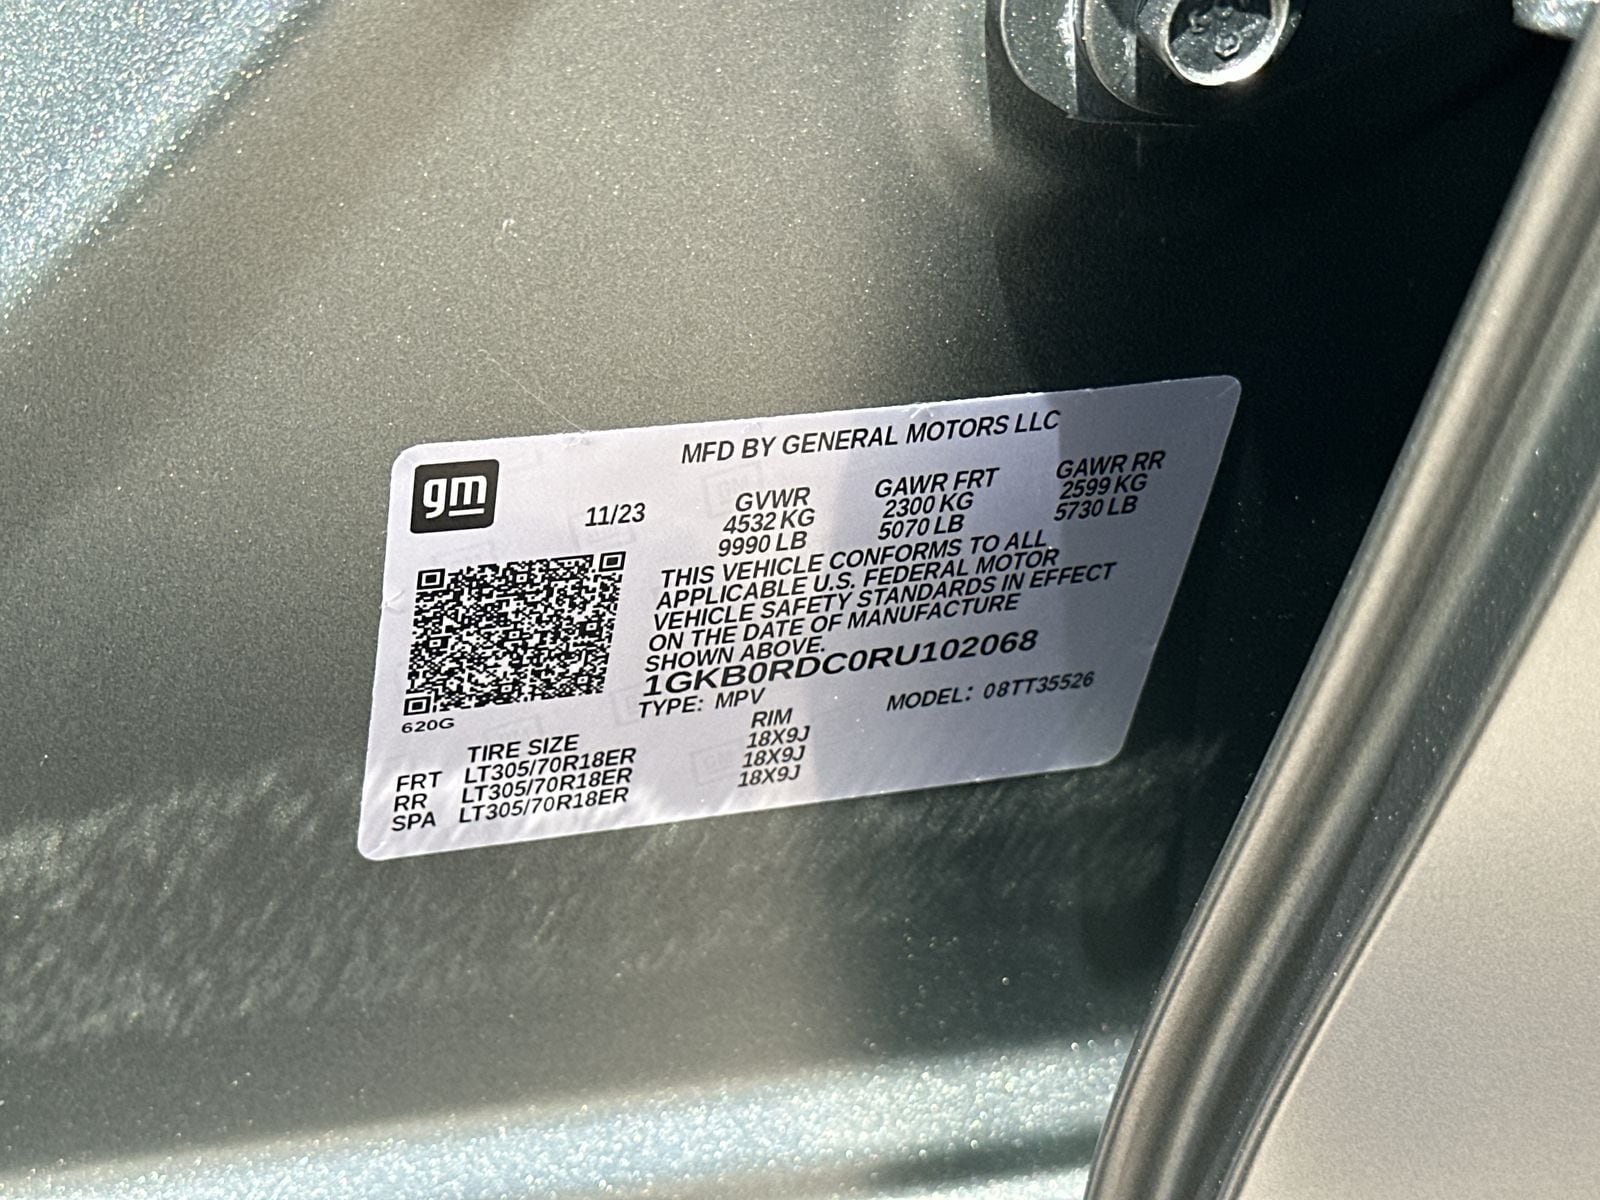 MFD BY GENERAL MOTORS LLC
gm
11/23
GVWR
4532 KG
9990 LB
GAWR FRT
2300 KG
5070 LB
GAWR RR
2599 KG
5730 LB
THIS VEHICLE CONFORMS TO ALL
APPLICABLE U.S. FEDERAL MOTOR
VEHICLE SAFETY STANDARDS IN EFFECT
ON THE DATE OF MANUFACTURE
SHOWN ABOVE.
1GKB0RDC0RU102068
TYPE: MPV
MODEL: 08TT35526
620G
TIRE SIZE
RIM
FRT LT305/70R18ER 18X9J
RR LT305/70R18ER 18X9J
SPA LT305/70R18ER 18X9J